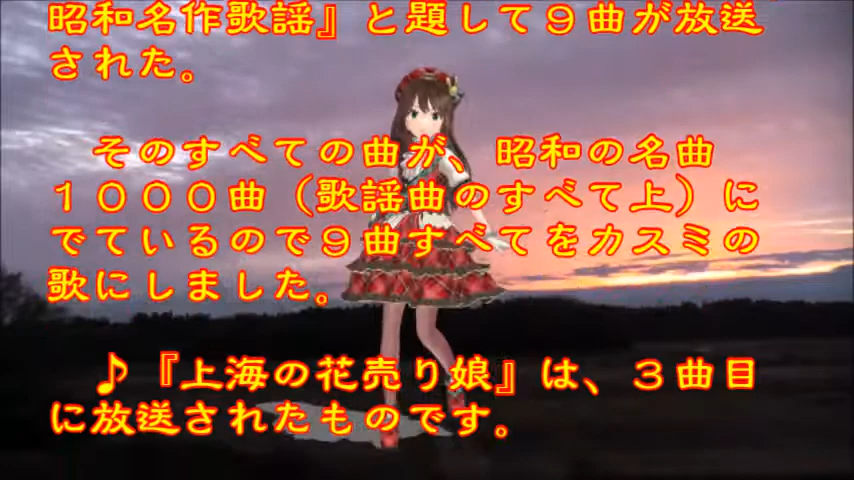 昭和名作歌謡』と題して９曲が放送
された。
そのすべての曲が、昭和の名曲
１０００曲（歌謡曲のすべて上）に
でているので９曲すべてをカスミの
歌にしました。
♪『上海の花売り娘』は、３曲目
に放送されたものです。